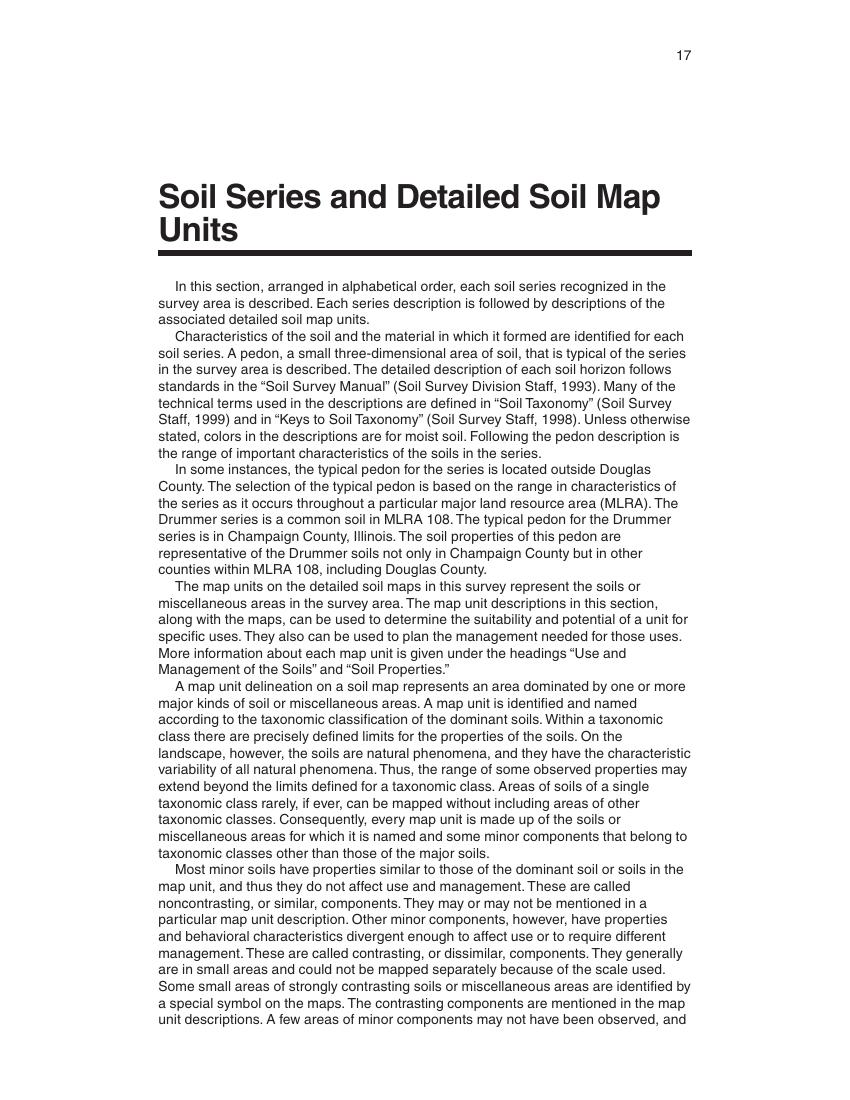 17
Soil Series and Detailed Soil Map
Units
In this section, arranged in alphabetical order, each soil series recognized in the
survey area is described. Each series description is followed by descriptions of the
associated detailed soil map units.
Characteristics of the soil and the material in which it formed are identified for each
soil series. A pedon, a small three-dimensional area of soil, that is typical of the series
in the survey area is described. The detailed description of each soil horizon follows
standards in the “Soil Survey Manual” (Soil Survey Division Staff, 1993). Many of the
technical terms used in the descriptions are defined in “Soil Taxonomy” (Soil Survey
Staff, 1999) and in “Keys to Soil Taxonomy” (Soil Survey Staff, 1998). Unless otherwise
stated, colors in the descriptions are for moist soil. Following the pedon description is
the range of important characteristics of the soils in the series.
In some instances, the typical pedon for the series is located outside Douglas
County. The selection of the typical pedon is based on the range in characteristics of
the series as it occurs throughout a particular major land resource area (MLRA). The
Drummer series is a common soil in MLRA 108. The typical pedon for the Drummer
series is in Champaign County, Illinois. The soil properties of this pedon are
representative of the Drummer soils not only in Champaign County but in other
counties within MLRA 108, including Douglas County.
The map units on the detailed soil maps in this survey represent the soils or
miscellaneous areas in the survey area. The map unit descriptions in this section,
along with the maps, can be used to determine the suitability and potential of a unit for
specific uses. They also can be used to plan the management needed for those uses.
More information about each map unit is given under the headings “Use and
Management of the Soils” and “Soil Properties.”
A map unit delineation on a soil map represents an area dominated by one or more
major kinds of soil or miscellaneous areas. A map unit is identified and named
according to the taxonomic classification of the dominant soils. Within a taxonomic
class there are precisely defined limits for the properties of the soils. On the
landscape, however, the soils are natural phenomena, and they have the characteristic
variability of all natural phenomena. Thus, the range of some observed properties may
extend beyond the limits defined for a taxonomic class. Areas of soils of a single
taxonomic class rarely, if ever, can be mapped without including areas of other
taxonomic classes. Consequently, every map unit is made up of the soils or
miscellaneous areas for which it is named and some minor components that belong to
taxonomic classes other than those of the major soils.
Most minor soils have properties similar to those of the dominant soil or soils in the
map unit, and thus they do not affect use and management. These are called
noncontrasting, or similar, components. They may or may not be mentioned in a
particular map unit description. Other minor components, however, have properties
and behavioral characteristics divergent enough to affect use or to require different
management. These are called contrasting, or dissimilar, components. They generally
are in small areas and could not be mapped separately because of the scale used.
Some small areas of strongly contrasting soils or miscellaneous areas are identified by
a special symbol on the maps. The contrasting components are mentioned in the map
unit descriptions. A few areas of minor components may not have been observed, and